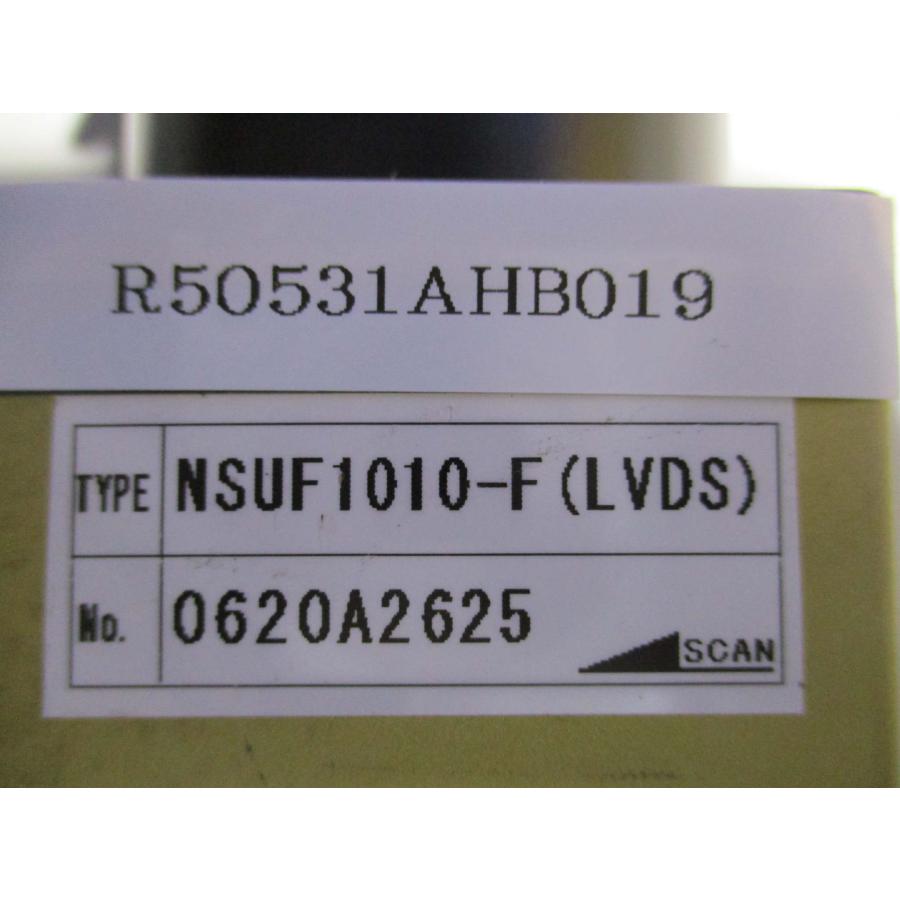 R50531AHB019
TYPE NSUF1010-F(LVDS)
No. 0620A2625
SCAN